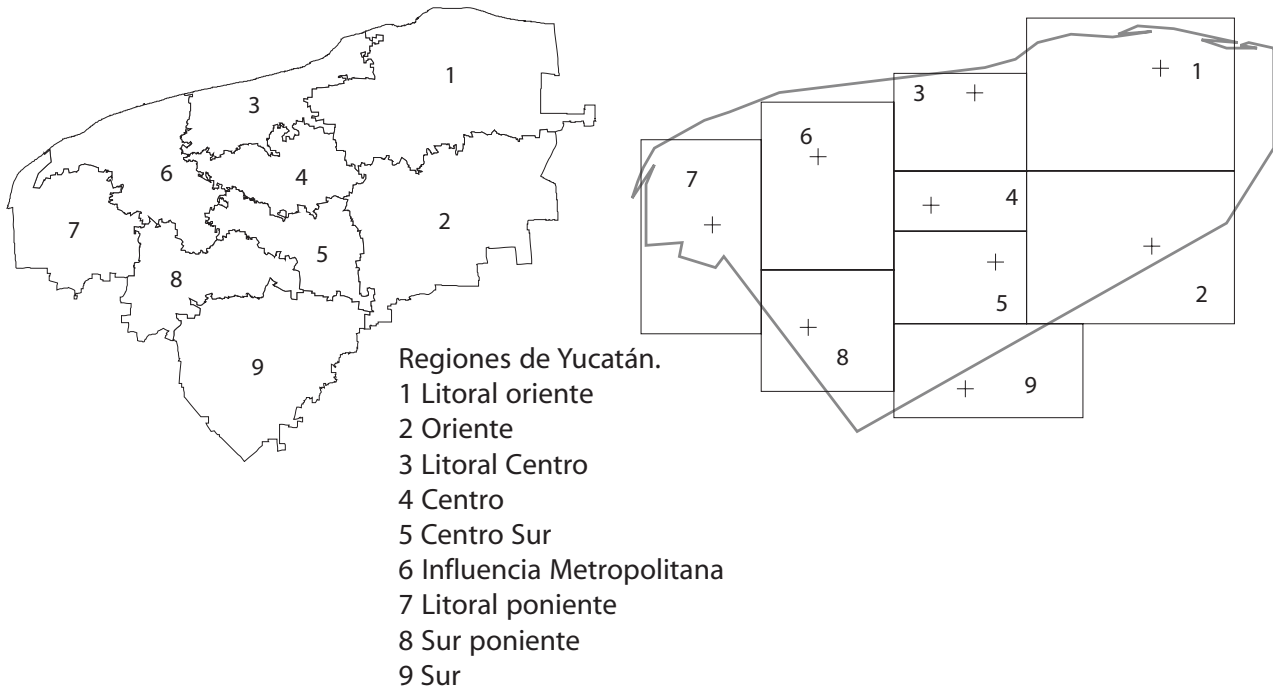 1
3
4
6
2
7
5
8
9
1
3
6
7
4
2
5
8
9
Regiones de Yucatán.
1 Litoral oriente
2 Oriente
3 Litoral Centro
4 Centro
5 Centro Sur
6 Influencia Metropolitana
7 Litoral poniente
8 Sur poniente
9 Sur